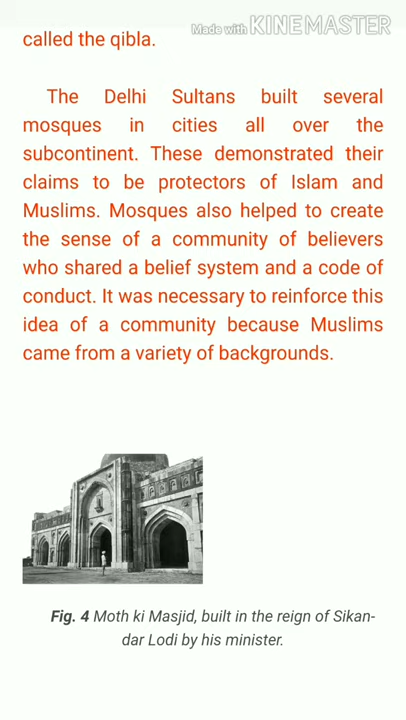 Made with KINEMASTER
called the qibla.
The Delhi Sultans built several
mosques in cities all over the
subcontinent. These demonstrated their
claims to be protectors of Islam and
Muslims. Mosques also helped to create
the sense of a community of believers
who shared a belief system and a code of
conduct. It was necessary to reinforce this
idea of a community because Muslims
came from a variety of backgrounds.
Fig. 4 Moth ki Masjid, built in the reign of Sikan-
dar Lodi by his minister.